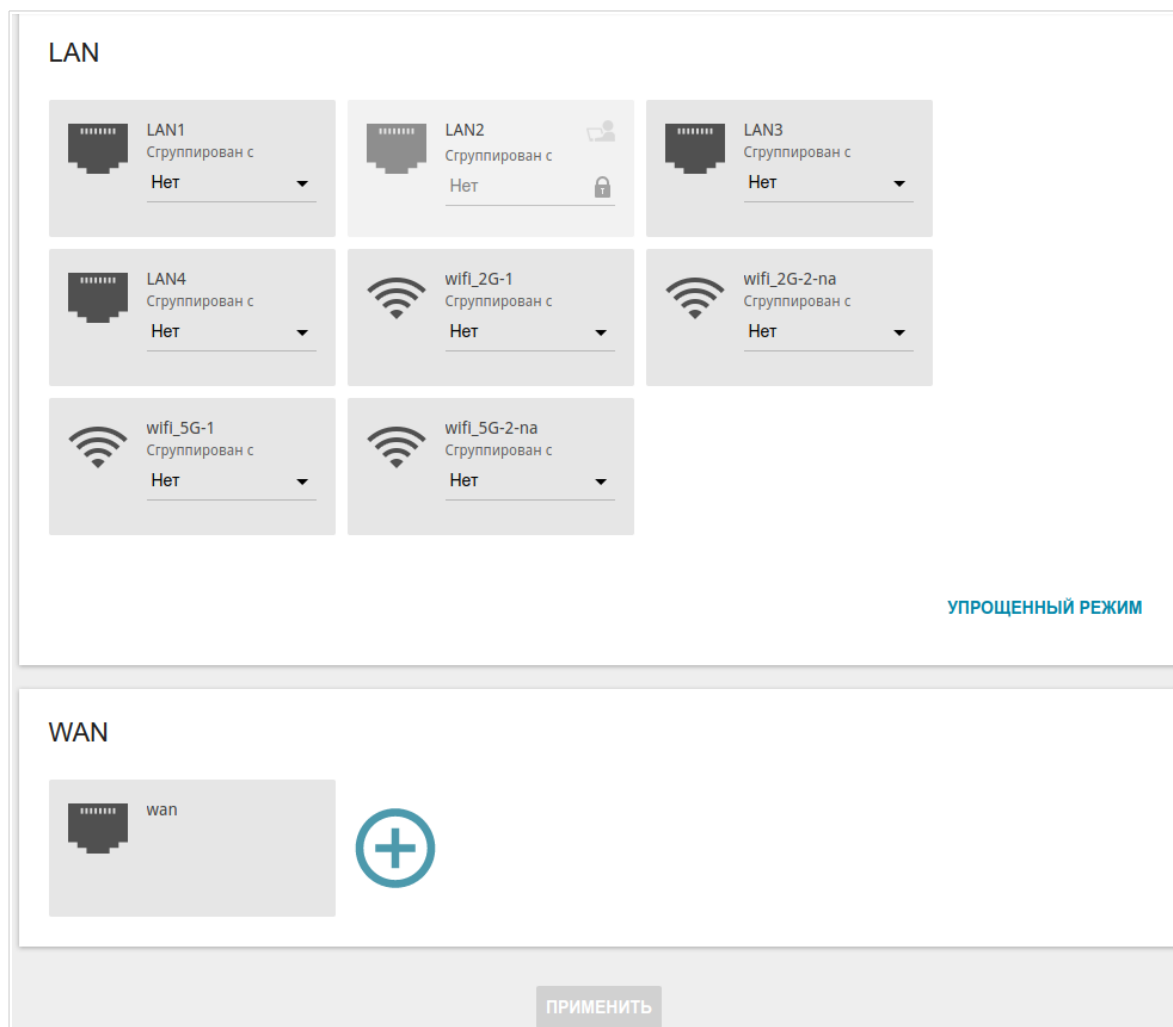 LAN
LAN1
Сгруппирован с
Нет
LAN2
Сгруппирован с
Нет
LAN3
Сгруппирован с
Нет
LAN4
Сгруппирован с
Нет
wifi_2G-1
Сгруппирован с
Нет
wifi_2G-2-na
Сгруппирован с
Нет
wifi_5G-1
Сгруппирован с
Нет
wifi_5G-2-na
Сгруппирован с
Нет
УПРОЩЕННЫЙ РЕЖИМ
WAN
wan
ПРИМЕНИТЬ